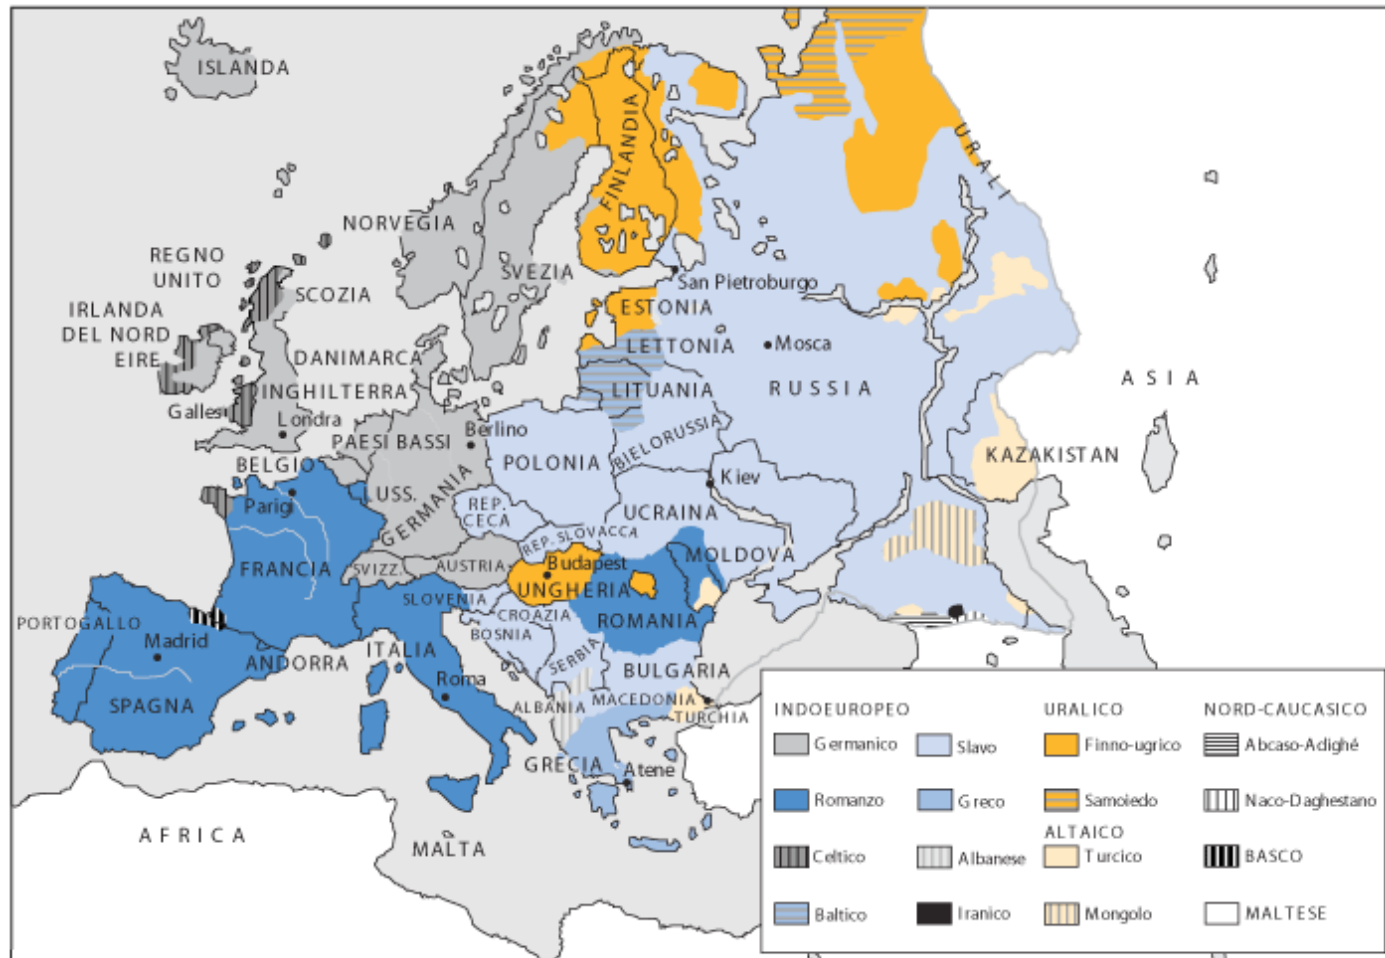 ISLANDA
NORVEGIA
FINLANDIA
URALI
REGNO
UNITO
SVEZIA
San Pietroburgo
SCOZIA
IRLANDA
DEL NORD
EIRE
ESTONIA
LETTONIA
Mosca
DANIMARCA
INGHILTERRA
LITUANIA
RUSSIA
ASIA
Galles
Londra
PAESI BASSI
Berlino
BIELORUSSIA
POLONIA
KAZAKISTAN
BELGIO
Kiev
Parigi
LUSS.
GERMANIA
REP.
CECA
UCRAINA
REP. SLOVACCA
MOLDOVA
FRANCIA
SVIZZ.
AUSTRIA
Budapest
UNGHERIA
SLOVENIA
CROAZIA
ROMANIA
PORTOGALLO
BOSNIA
Madrid
ANDORRA
ITALIA
SERBIA
BULGARIA
Roma
SPAGNA
ALBANIA
MACEDONIA
TURCHIA
GRECIA
Atene
AFRICA
MALTA
INDOEUROPEO
URALICO
NORD-CAUCASICO
Germanico
Slavo
Finno-ugrico
Abcaso-Adighé
Romanzo
Greco
Samoiedo
Naco-Daghestano
ALTAICO
Celtico
Albanese
Turcico
BASCO
Baltico
Iranico
Mongolo
MALTESE